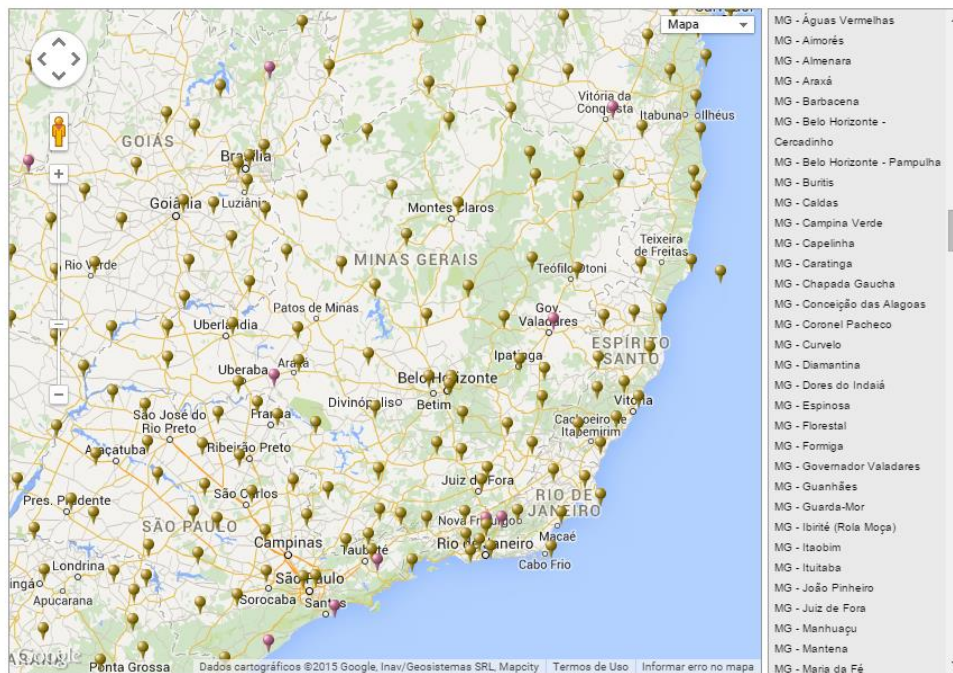 Mapa
Vitória da
Conquista
Itabuna
Ilhéus
GOIÁS
Brasília
Goiânia
Luziânia
Montes Claros
Teixeira
de Freitas
Rio Verde
MINAS GERAIS
Teófilo Otoni
Patos de Minas
Uberlândia
Gov.
Valadares
ESPÍRITO
SANTO
Ipatinga
Araxá
Uberaba
Belo Horizonte
Betim
Divinópolis
Vitória
São José do
Rio Preto
Franca
Cachoeiro de
Itapemirim
Araçatuba
Ribeirão Preto
Juiz de Fora
São Carlos
Pres. Prudente
RIO DE
JANEIRO
Nova Friburgo
SÃO PAULO
Macaé
Campinas
Taubaté
Rio de Janeiro
Cabo Frio
Londrina
São Paulo
Apucarana
Sorocaba
Santos
Google
Ponta Grossa
Dados cartográficos ©2015 Google, Inav/Geosistemas SRL, Mapcity
Termos de Uso
Informar erro no mapa
MG - Águas Vermelhas
MG - Aimorés
MG - Almenara
MG - Araxá
MG - Barbacena
MG - Belo Horizonte -
Cercadinho
MG - Belo Horizonte - Pampulha
MG - Buritis
MG - Caldas
MG - Campina Verde
MG - Capelinha
MG - Caratinga
MG - Chapada Gaucha
MG - Conceição das Alagoas
MG - Coronel Pacheco
MG - Curvelo
MG - Diamantina
MG - Dores do Indaiá
MG - Espinosa
MG - Florestal
MG - Formiga
MG - Governador Valadares
MG - Guanhães
MG - Guarda-Mor
MG - Ibirité (Rola Moça)
MG - Itaobim
MG - Ituitaba
MG - João Pinheiro
MG - Juiz de Fora
MG - Manhuaçu
MG - Mantena
MG - Maria da Fé